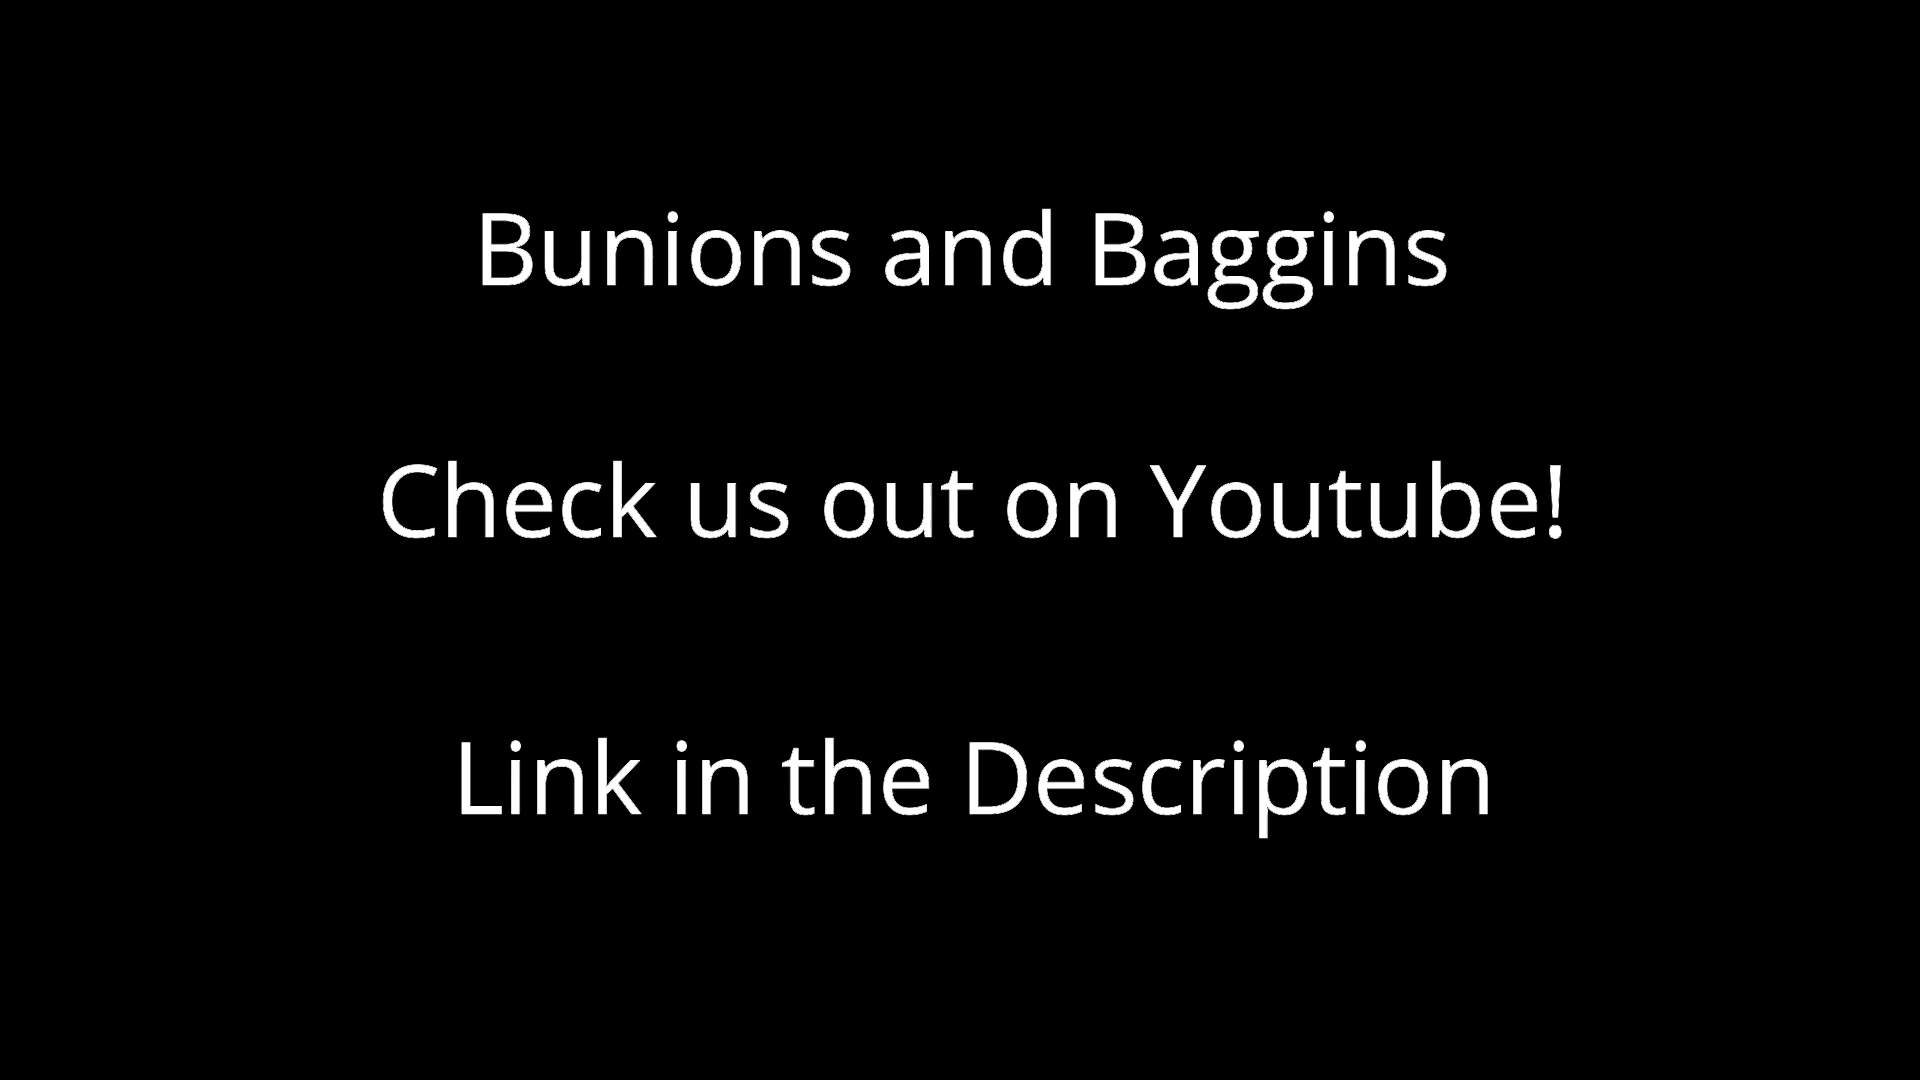 Bunions and Baggins
Check us out on Youtube!
Link in the Description